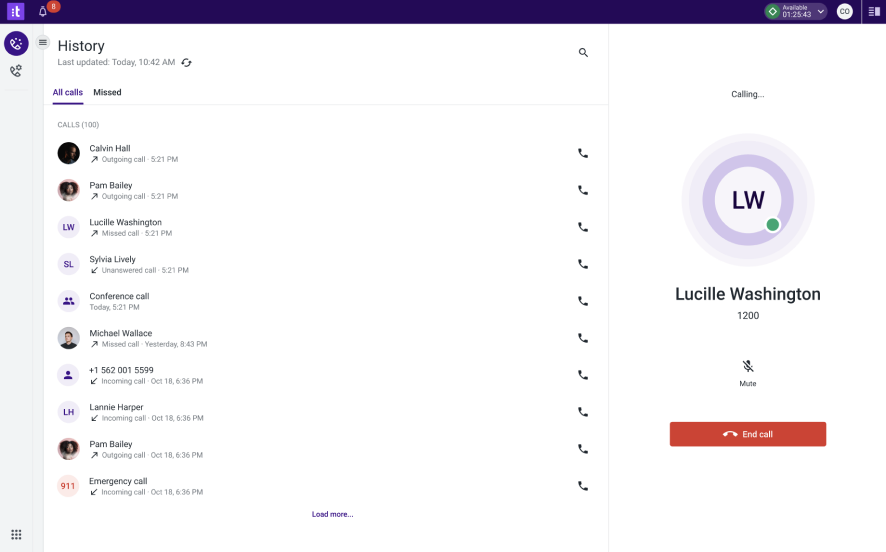 :t
8
Available
01:25:43
CO
History
Last updated: Today, 10:42 AM
All calls
Missed
CALLS (100)
Calvin Hall
Outgoing call · 5:21 PM
Pam Bailey
Outgoing call · 5:21 PM
LW
Lucille Washington
Missed call · 5:21 PM
SL
Sylvia Lively
Unanswered call · 5:21 PM
Conference call
Today, 5:21 PM
Michael Wallace
Missed call · Yesterday, 8:43 PM
+1 562 001 5599
Incoming call · Oct 18, 6:36 PM
LH
Lannie Harper
Incoming call · Oct 18, 6:36 PM
Pam Bailey
Outgoing call · Oct 18, 6:36 PM
911
Emergency call
Incoming call · Oct 18, 6:36 PM
Load more...
Calling...
LW
Lucille Washington
1200
Mute
End call